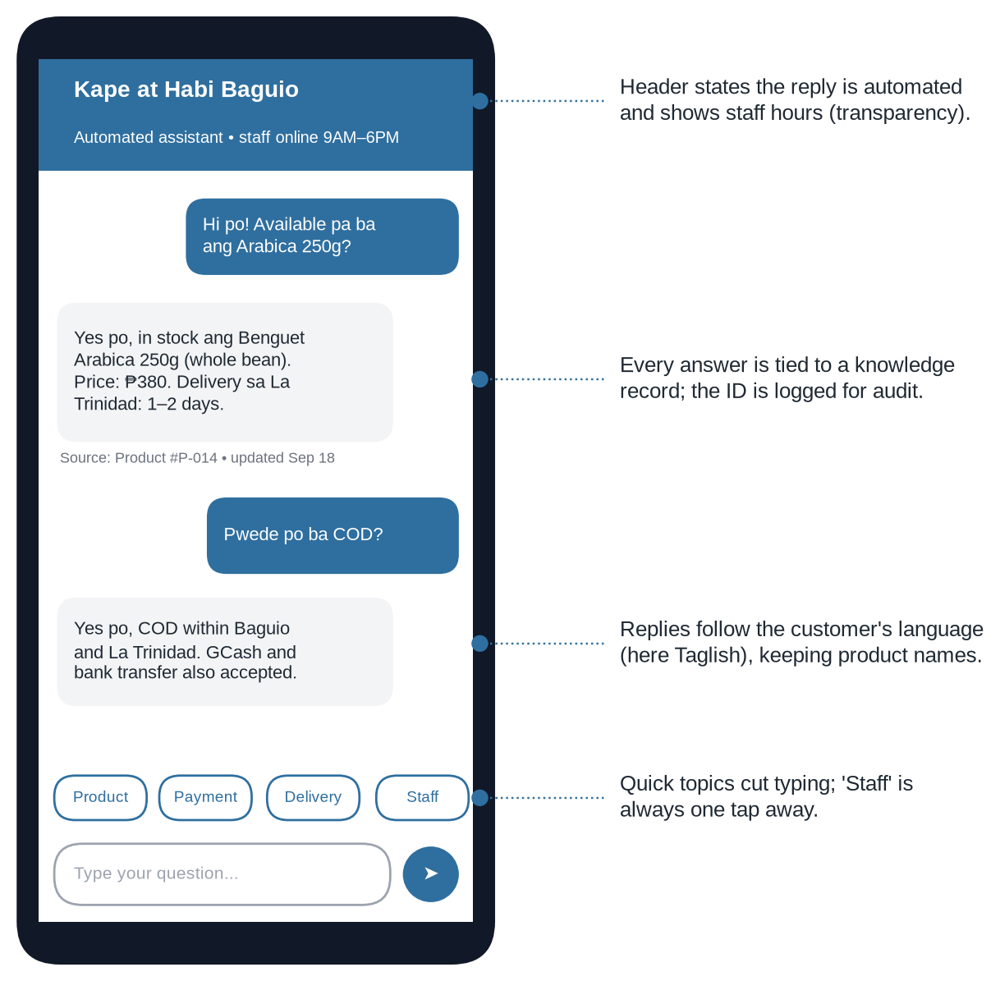 Kape at Habi Baguio
Automated assistant • staff online 9AM–6PM
Header states the reply is automated
and shows staff hours (transparency).
Hi po! Available pa ba
ang Arabica 250g?
Yes po, in stock ang Benguet
Arabica 250g (whole bean).
Price: ₱380. Delivery sa La
Trinidad: 1–2 days.
Every answer is tied to a knowledge
record; the ID is logged for audit.
Source: Product #P-014 • updated Sep 18
Pwede po ba COD?
Yes po, COD within Baguio
and La Trinidad. GCash and
bank transfer also accepted.
Replies follow the customer's language
(here Taglish), keeping product names.
Product
Payment
Delivery
Staff
Quick topics cut typing; 'Staff' is
always one tap away.
Type your question...